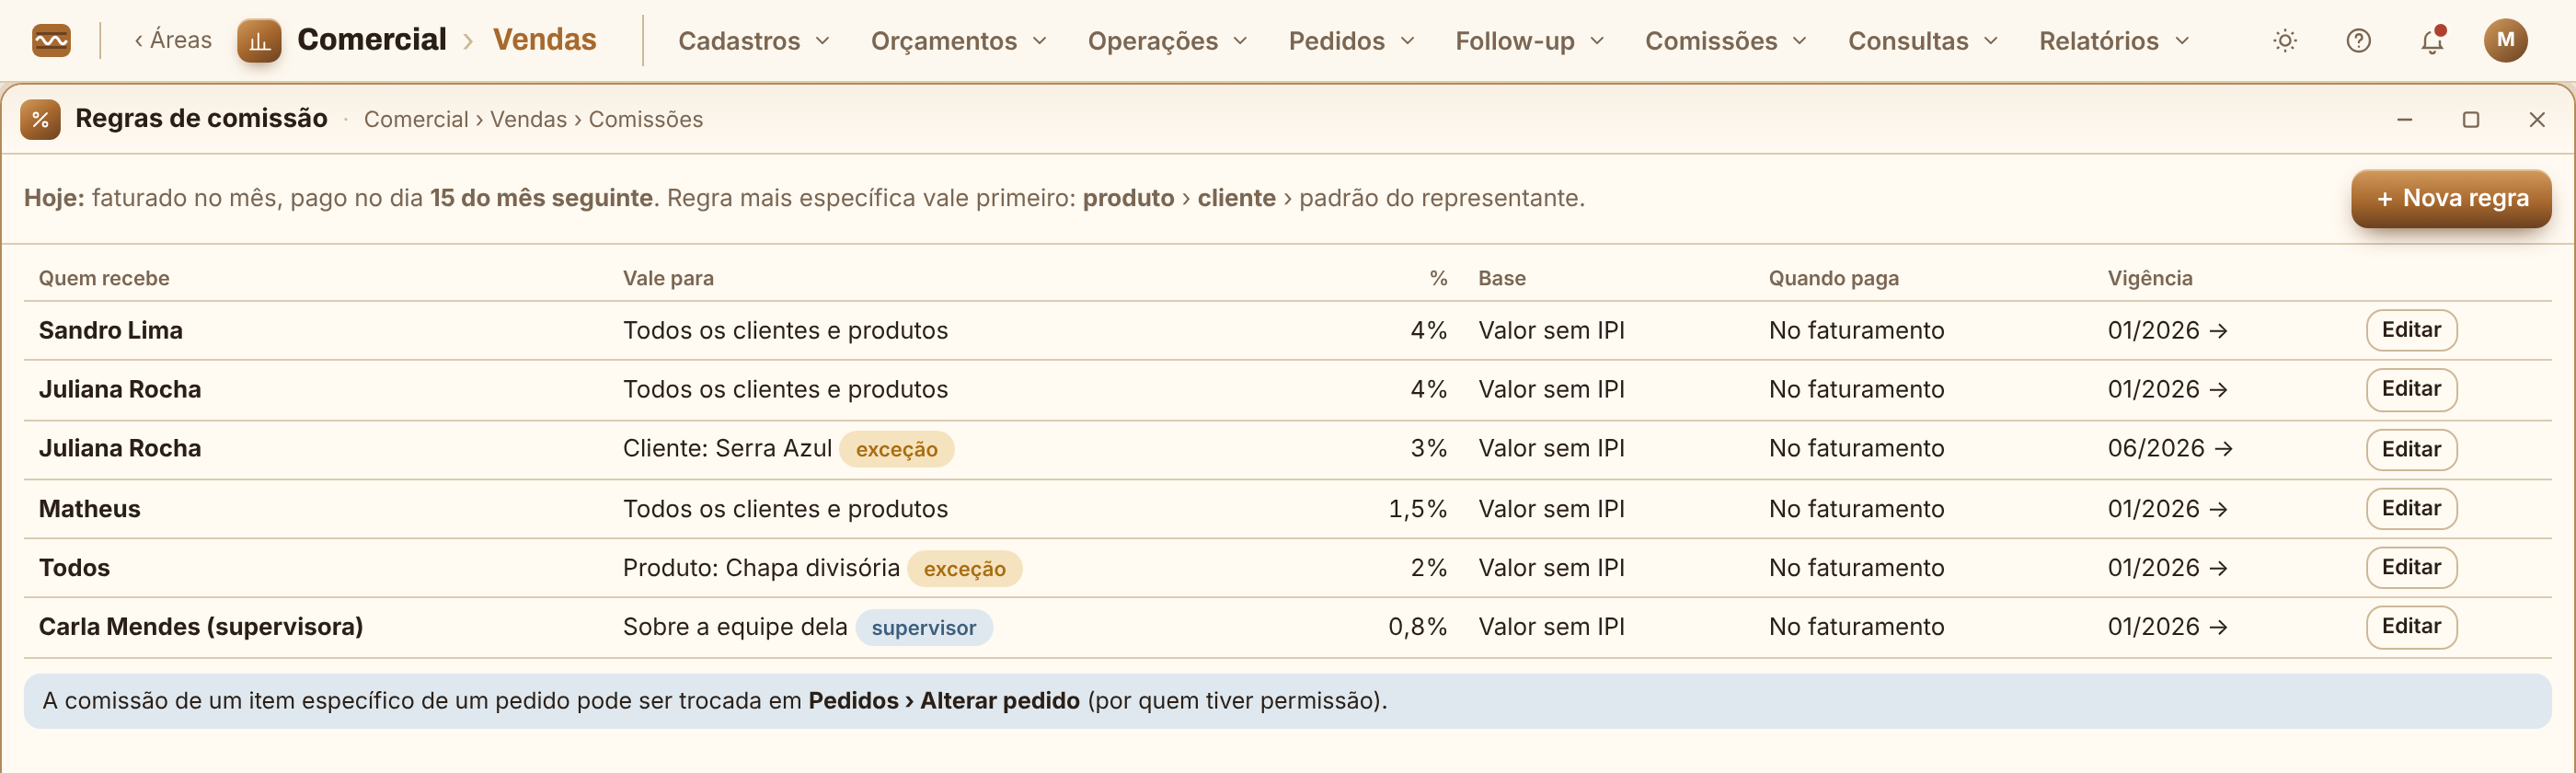 ‹ Áreas Comercial › Vendas Cadastros Orçamentos Operações Pedidos Follow-up Comissões Consultas Relatórios M
% Regras de comissão · Comercial › Vendas › Comissões
Hoje: faturado no mês, pago no dia 15 do mês seguinte. Regra mais específica vale primeiro: produto › cliente › padrão do representante. + Nova regra
Quem recebe Vale para % Base Quando paga Vigência
Sandro Lima Todos os clientes e produtos 4% Valor sem IPI No faturamento 01/2026 → Editar
Juliana Rocha Todos os clientes e produtos 4% Valor sem IPI No faturamento 01/2026 → Editar
Juliana Rocha Cliente: Serra Azul exceção 3% Valor sem IPI No faturamento 06/2026 → Editar
Matheus Todos os clientes e produtos 1,5% Valor sem IPI No faturamento 01/2026 → Editar
Todos Produto: Chapa divisória exceção 2% Valor sem IPI No faturamento 01/2026 → Editar
Carla Mendes (supervisora) Sobre a equipe dela supervisor 0,8% Valor sem IPI No faturamento 01/2026 → Editar
A comissão de um item específico de um pedido pode ser trocada em Pedidos › Alterar pedido (por quem tiver permissão).